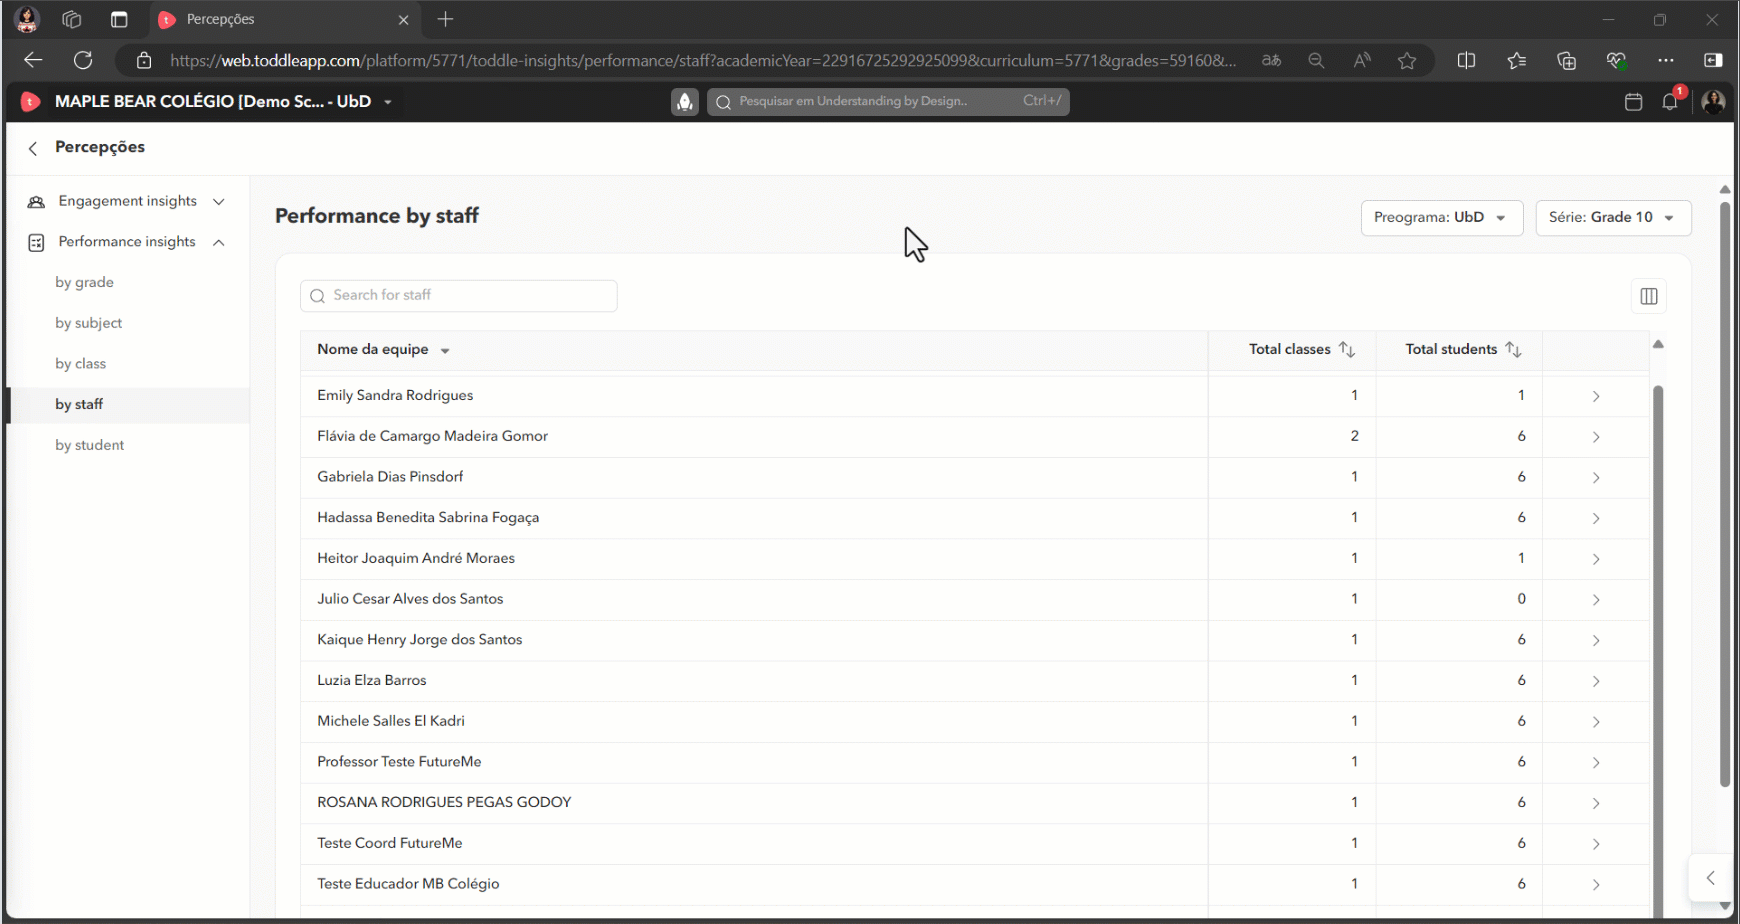 Percepções
https://web.toddleapp.com/platform/5771/toddle-insights/performance/staff?academicYear=22916725292925099&curriculum=5771&grades=59160&...
MAPLE BEAR COLÉGIO [Demo Sc... - UbD
Pesquisar em Understanding by Design..
Ctrl+/
1
Percepções
Engagement insights
Performance insights
by grade
by subject
by class
by staff
by student
Performance by staff
Preograma: UbD
Série: Grade 10
Search for staff
Nome da equipe Total classes Total students
Emily Sandra Rodrigues 1 1
Flávia de Camargo Madeira Gomor 2 6
Gabriela Dias Pinsdorf 1 6
Hadassa Benedita Sabrina Fogaça 1 6
Heitor Joaquim André Moraes 1 1
Julio Cesar Alves dos Santos 1 0
Kaique Henry Jorge dos Santos 1 6
Luzia Elza Barros 1 6
Michele Salles El Kadri 1 6
Professor Teste FutureMe 1 6
ROSANA RODRIGUES PEGAS GODOY 1 6
Teste Coord FutureMe 1 6
Teste Educador MB Colégio 1 6